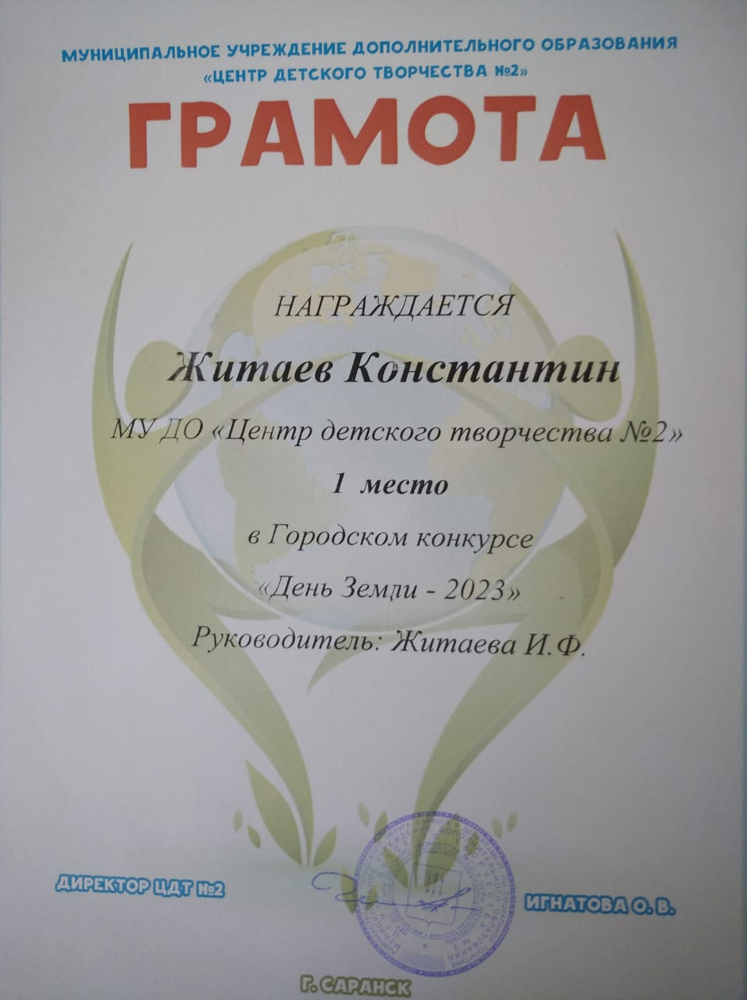 МУНИЦИПАЛЬНОЕ УЧРЕЖДЕНИЕ ДОПОЛНИТЕЛЬНОГО ОБРАЗОВАНИЯ
«ЦЕНТР ДЕТСКОГО ТВОРЧЕСТВА №2»
ГРАМОТА
НАГРАЖДАЕТСЯ
Житаев Константин
МУ ДО «Центр детского творчества №2»
1 место
в Городском конкурсе
«День Земли - 2023»
Руководитель: Житаева И.Ф.
ДИРЕКТОР ЦДТ №2
ИГНАТОВА О. В.
Г. САРАНСК